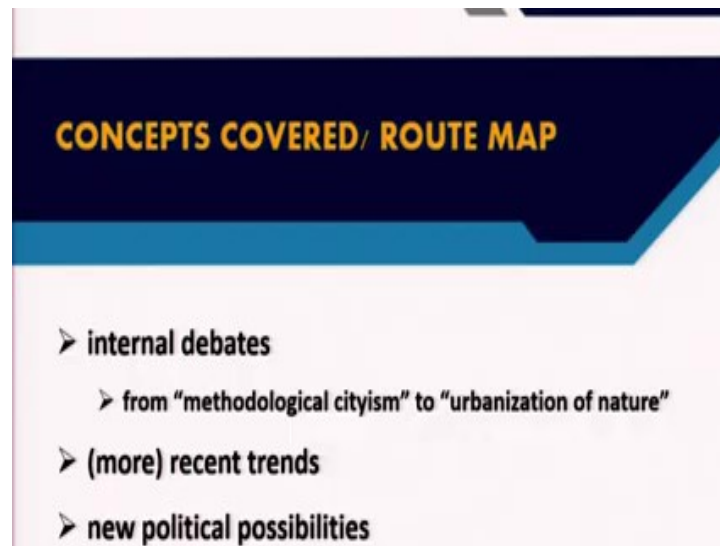 CONCEPTS COVERED/ ROUTE MAP
➢ internal debates
➢ from “methodological cityism” to “urbanization of nature”
➢ (more) recent trends
➢ new political possibilities